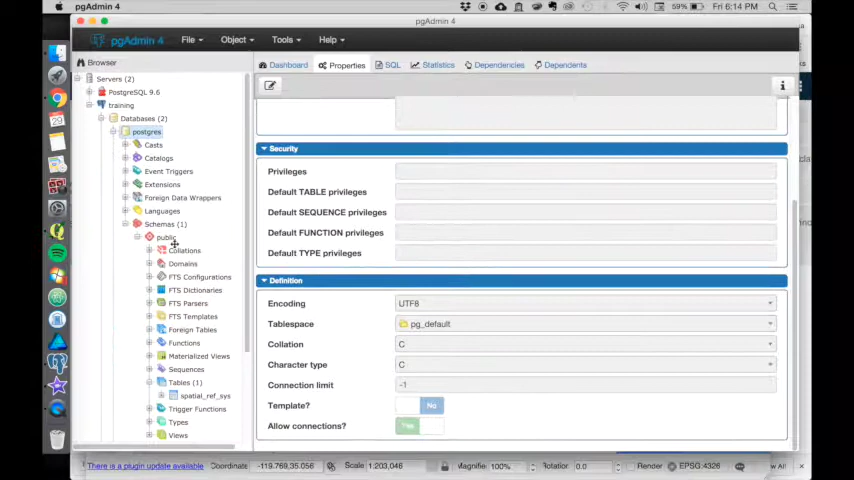 pgAdmin 4
59%
Fri 6:14 PM
pgAdmin 4
pgAdmin 4
File
Object
Tools
Help
Browser
Dashboard
Properties
SQL
Statistics
Dependencies
Dependents
Servers (2)
PostgreSQL 9.6
training
Databases (2)
postgres
Casts
Catalogs
Event Triggers
Extensions
Foreign Data Wrappers
Languages
Schemas (1)
public
Collations
Domains
FTS Configurations
FTS Dictionaries
FTS Parsers
FTS Templates
Foreign Tables
Functions
Materialized Views
Sequences
Tables (1)
spatial_ref_sys
Trigger Functions
Types
Views
Security
Privileges
Default TABLE privileges
Default SEQUENCE privileges
Default FUNCTION privileges
Default TYPE privileges
Definition
Encoding UTF8
Tablespace pg_default
Collation C
Character type C
Connection limit -1
Template? No
Allow connections? Yes
There is a plugin update available
Coordinate -119.769,35.056
Scale 1:203,046
Magnifier 100%
Rotation 0.0
Render
EPSG:4326